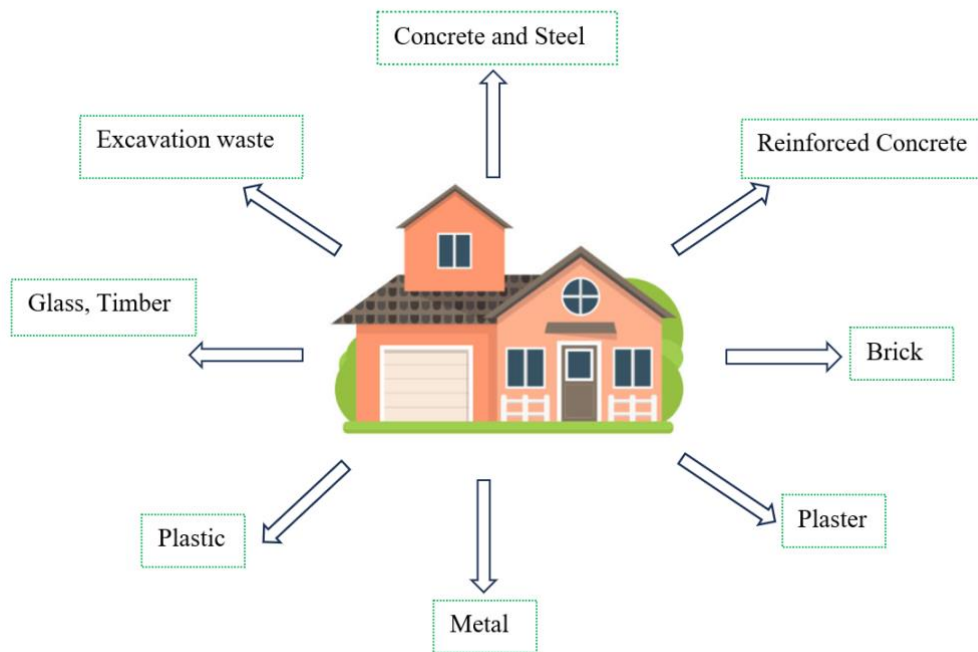 Concrete and Steel
Excavation waste
Reinforced Concrete
Glass, Timber
Brick
Plastic
Plaster
Metal